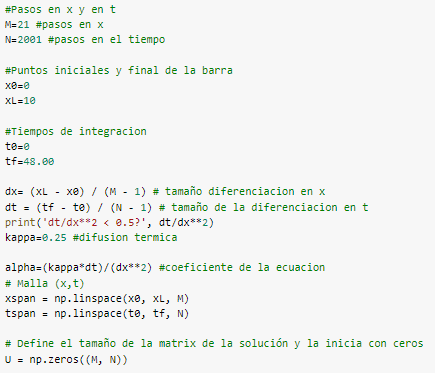 #Pasos en x y en t
M=21 #pasos en x
N=2001 #pasos en el tiempo
#Puntos iniciales y final de la barra
x0=0
xL=10
#Tiempos de integracion
t0=0
tf=48.00
dx= (xL - x0) / (M - 1) # tamaño diferenciacion en x
dt = (tf - t0) / (N - 1) # tamaño de la diferenciacion en t
print('dt/dx**2 < 0.5?', dt/dx**2)
kappa=0.25 #difusion termica
alpha=(kappa*dt)/(dx**2) #coeficiente de la ecuacion
# Malla (x,t)
xspan = np.linspace(x0, xL, M)
tspan = np.linspace(t0, tf, N)
# Define el tamaño de la matrix de la solución y la inicia con ceros
U = np.zeros((M, N))